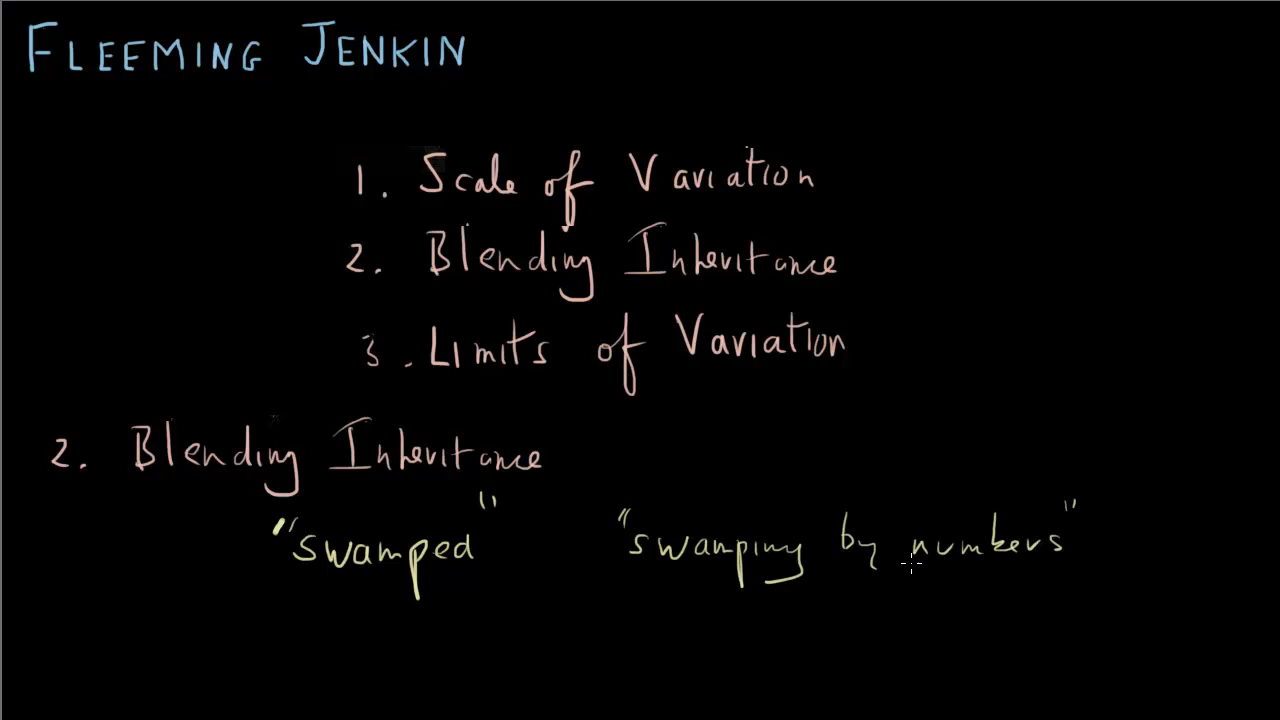 FLEEMING JENKIN
1. Scale of Variation
2. Blending Inheritance
3. Limits of Variation
2. Blending Inheritance
"swamped" "swamping by numbers"